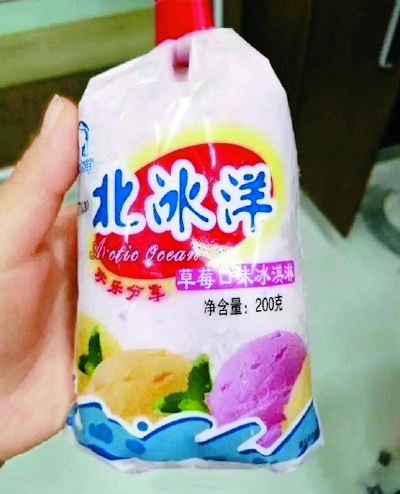 北冰洋
Arctic Ocean
大乐分享
草莓口味冰淇淋
净含量：200克